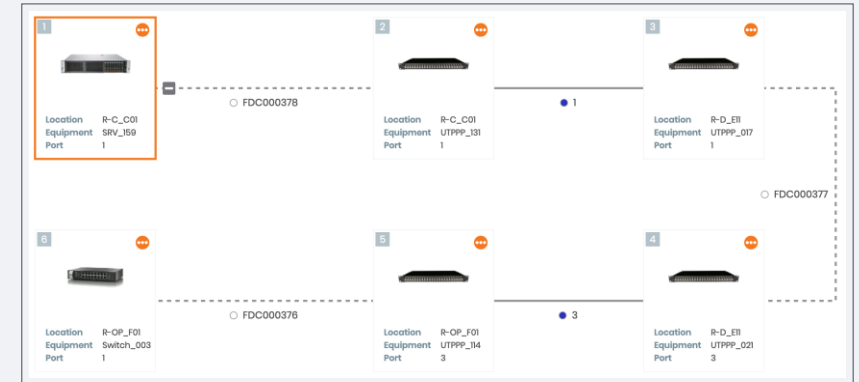 1
2
3
FDC000378
1
Location R-C_C01
Equipment SRV_159
Port 1
Location R-C_C01
Equipment UTPPP_131
Port 1
Location R-D_E11
Equipment UTPPP_017
Port 1
FDC000377
6
5
4
FDC000376
3
Location R-OP_F01
Equipment Switch_003
Port 1
Location R-OP_F01
Equipment UTPPP_114
Port 3
Location R-D_E11
Equipment UTPPP_021
Port 3